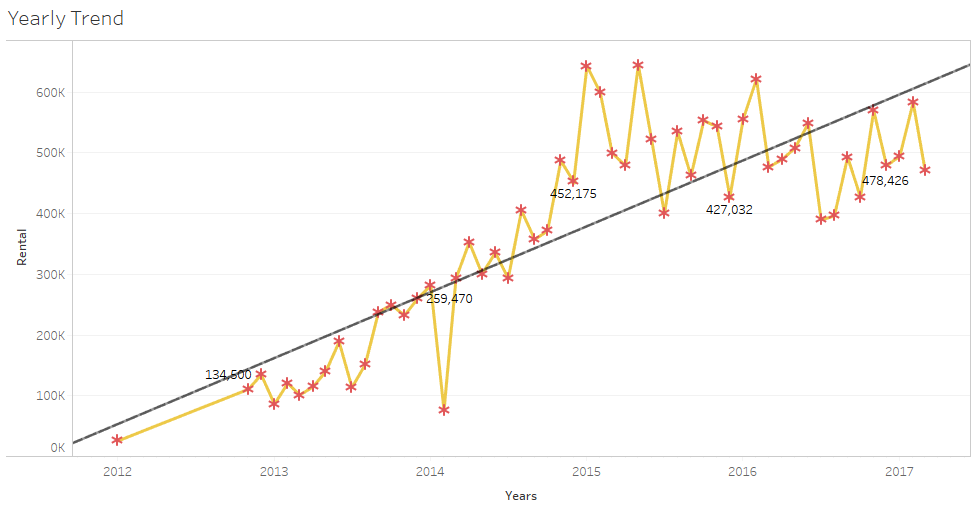 Yearly Trend
600K
500K
400K
300K
200K
100K
0K
Rental
134,500
259,470
452,175
427,032
478,426
2012
2013
2014
2015
2016
2017
Years